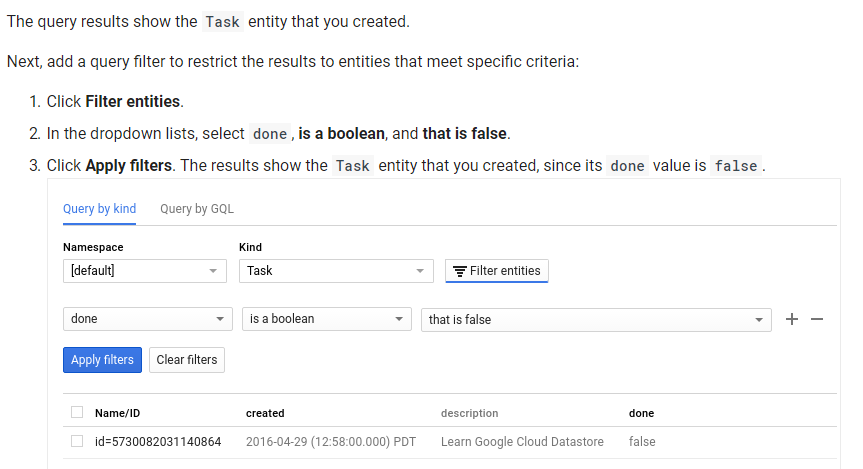 The query results show the Task entity that you created.
Next, add a query filter to restrict the results to entities that meet specific criteria:
1. Click Filter entities.
2. In the dropdown lists, select done , is a boolean, and that is false.
3. Click Apply filters. The results show the Task entity that you created, since its done value is false .
Query by kind Query by GQL
Namespace Kind
[default] Task Filter entities
done is a boolean that is false + −
Apply filters Clear filters
Name/ID created description done
id=5730082031140864 2016-04-29 (12:58:00.000) PDT Learn Google Cloud Datastore false